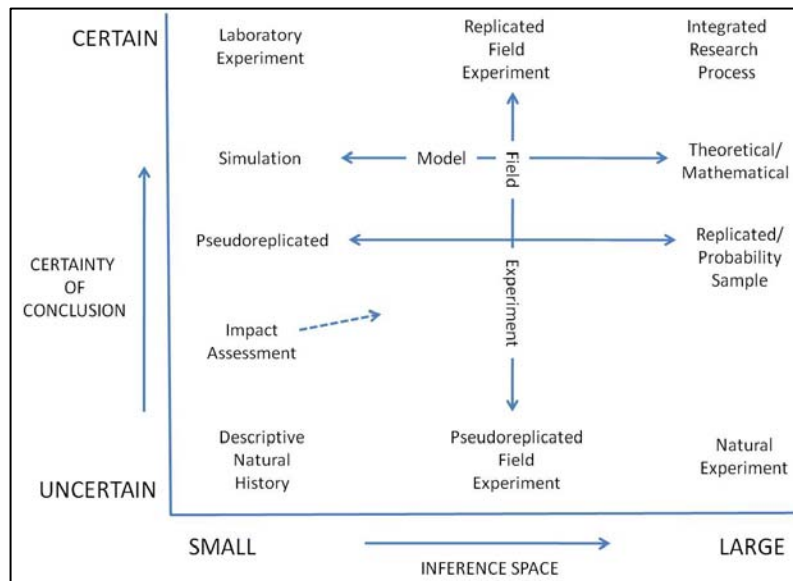 CERTAIN
Laboratory
Experiment
Replicated
Field
Experiment
Integrated
Research
Process
Simulation
Model
Field
Theoretical/
Mathematical
Pseudoreplicated
Replicated/
Probability
Sample
CERTAINTY
OF
CONCLUSION
Experiment
Impact
Assessment
Descriptive
Natural
History
Pseudoreplicated
Field
Experiment
Natural
Experiment
UNCERTAIN
SMALL
LARGE
INFERENCE SPACE